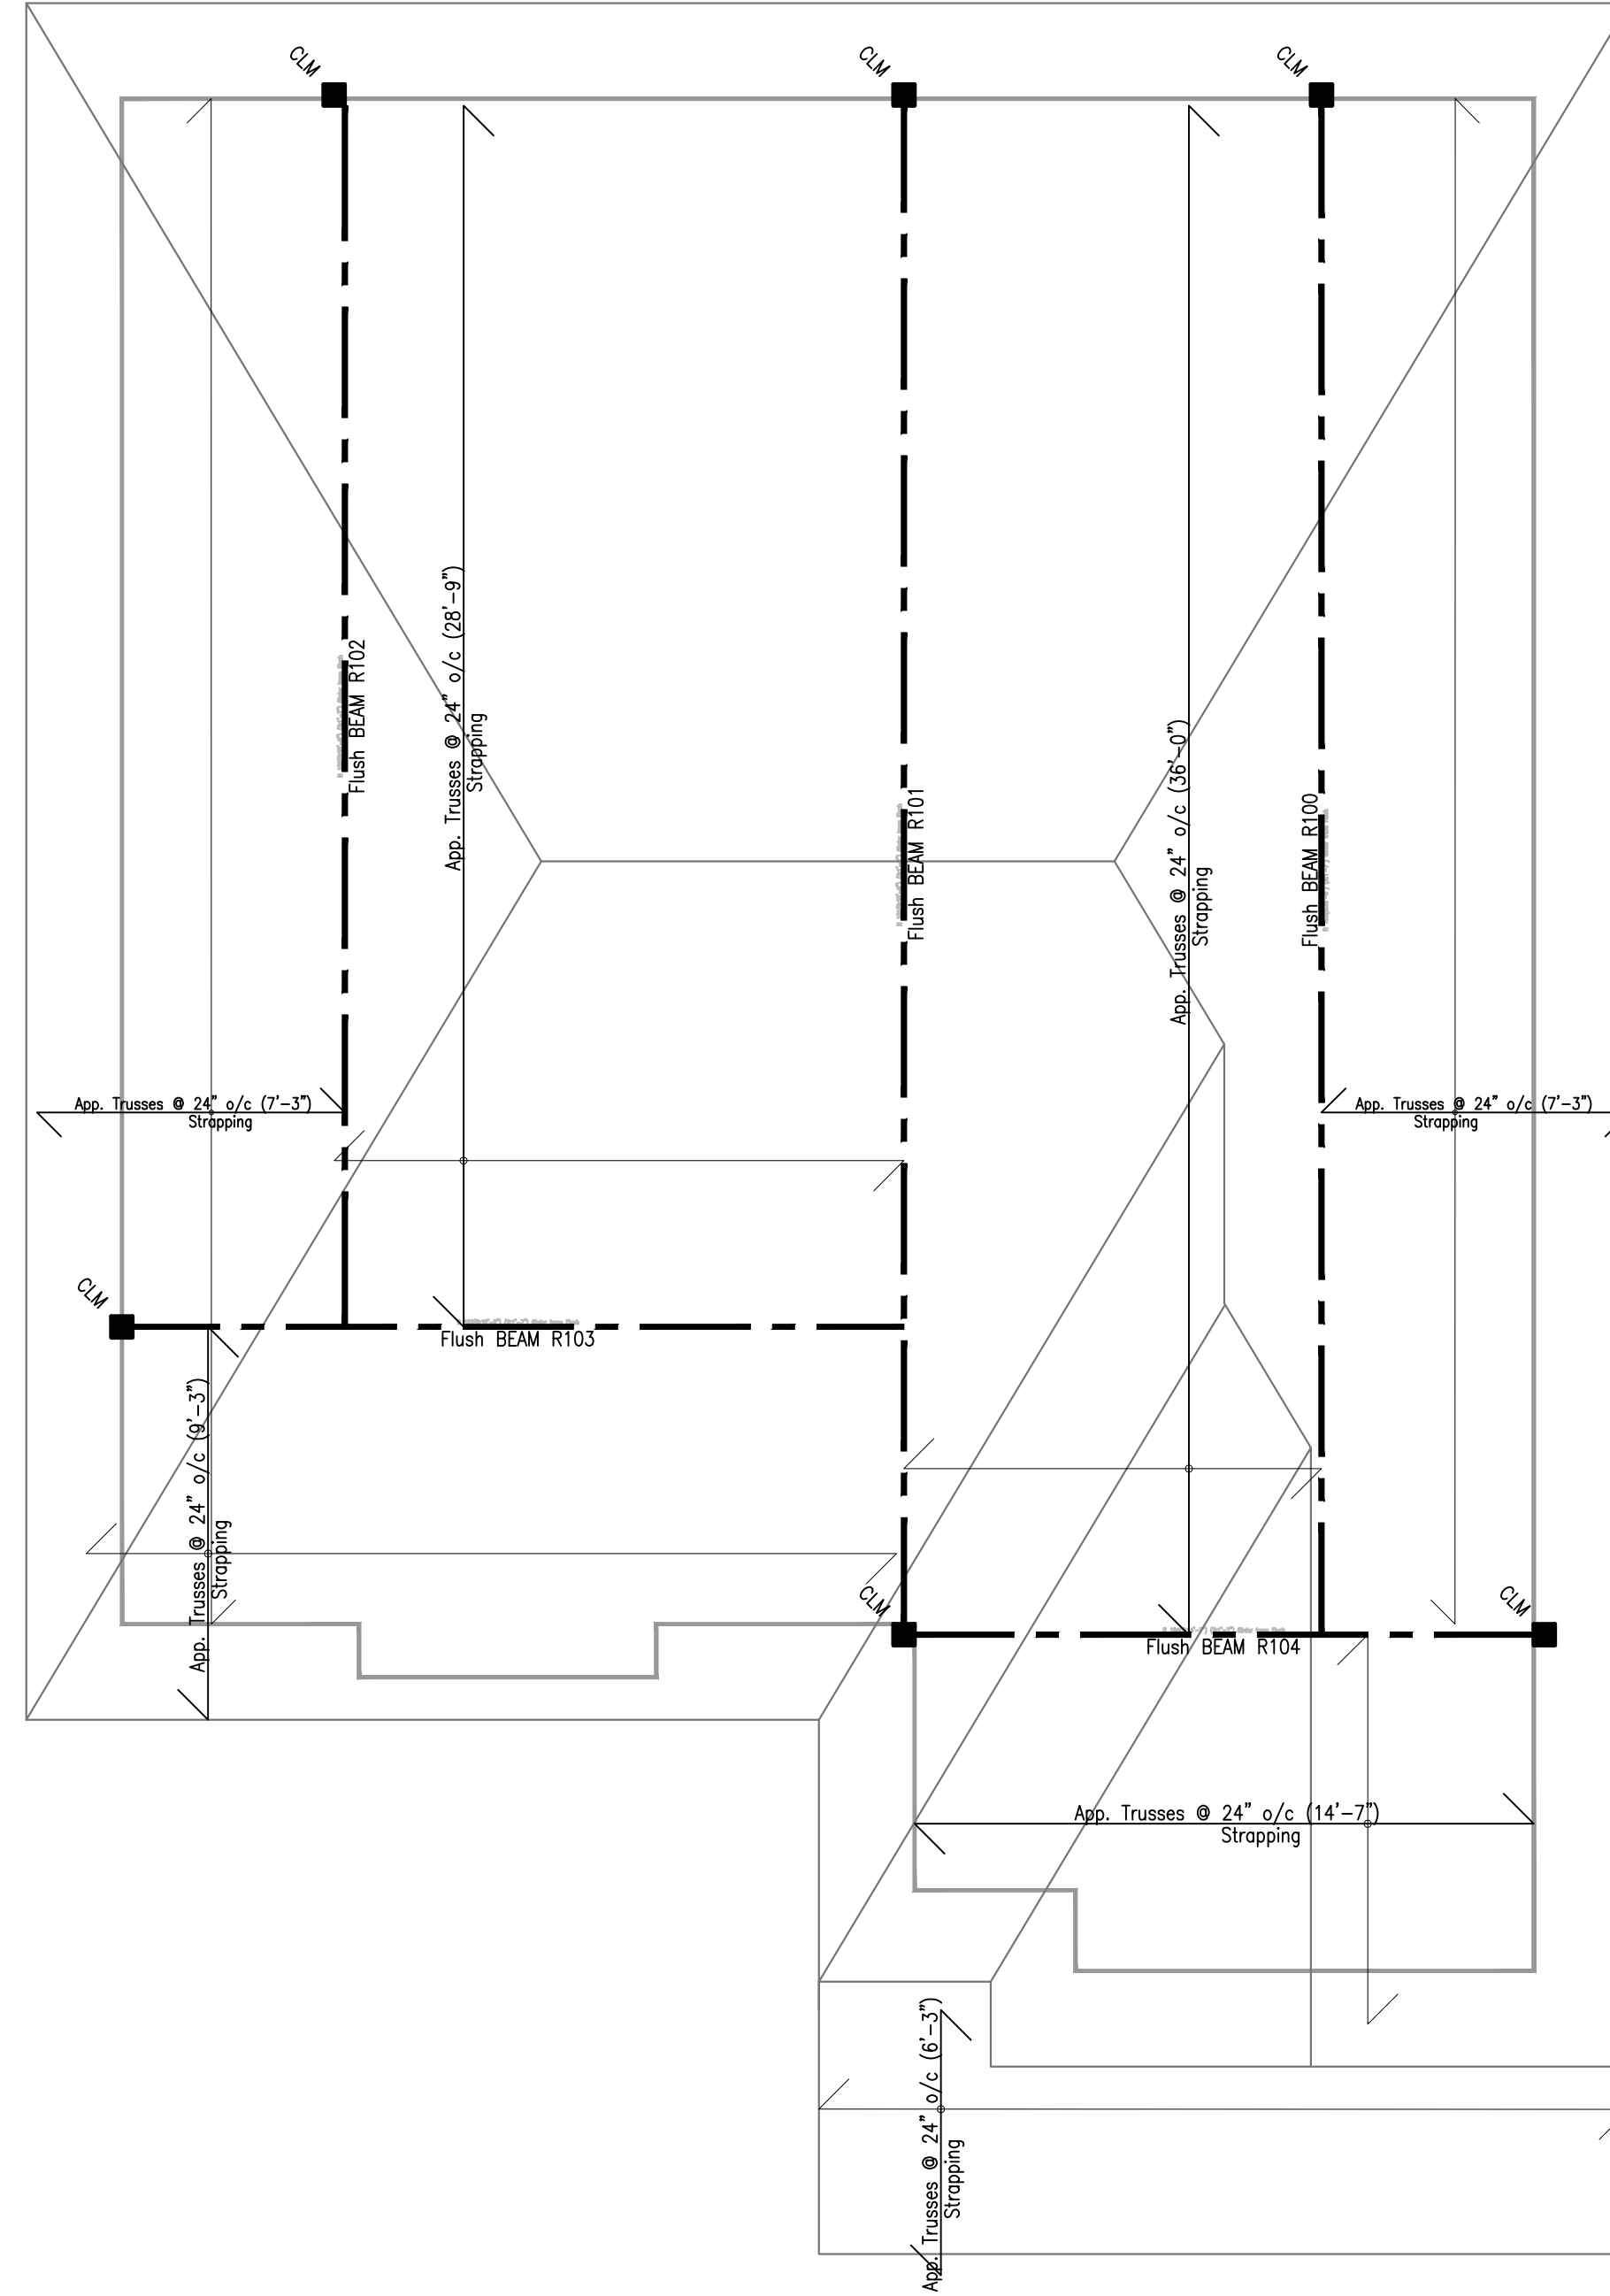 CLM
CLM
CLM
App. Trusses @ 24" o/c (28'-9")
Strapping
Flush BEAM R102
App. Trusses @ 24" o/c (36'-0")
Strapping
Flush BEAM R101
Flush BEAM R100
App. Trusses @ 24" o/c (7'-3")
Strapping
App. Trusses @ 24" o/c (7'-3")
Strapping
CLM
Flush BEAM R103
App. Trusses @ 24" o/c (9'-3")
Strapping
CLM
CLM
Flush BEAM R104
App. Trusses @ 24" o/c (14'-7")
Strapping
App. Trusses @ 24" o/c (6'-3")
Strapping